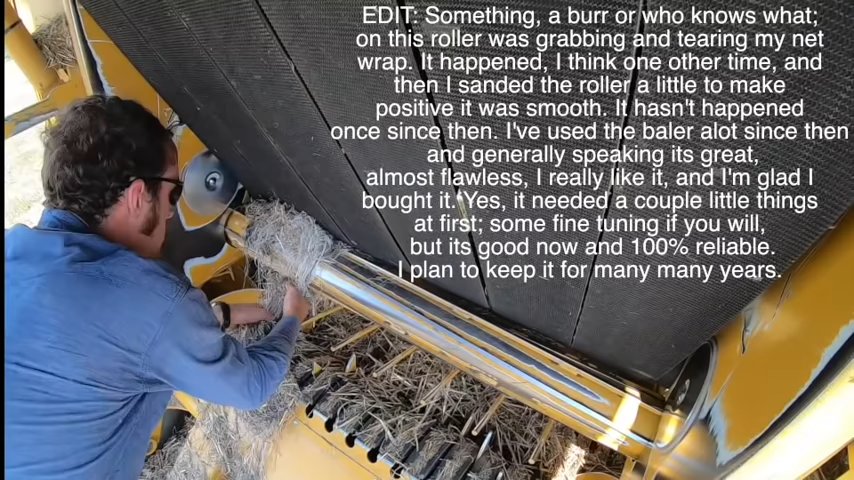 EDIT: Something, a burr or who knows what;
on this roller was grabbing and tearing my net
wrap. It happened, I think one other time, and
then I sanded the roller a little to make
positive it was smooth. It hasn't happened
once since then. I've used the baler alot since then
and generally speaking its great,
almost flawless, I really like it, and I'm glad I
bought it. Yes, it needed a couple little things
at first; some fine tuning if you will,
but its good now and 100% reliable.
I plan to keep it for many, many years.